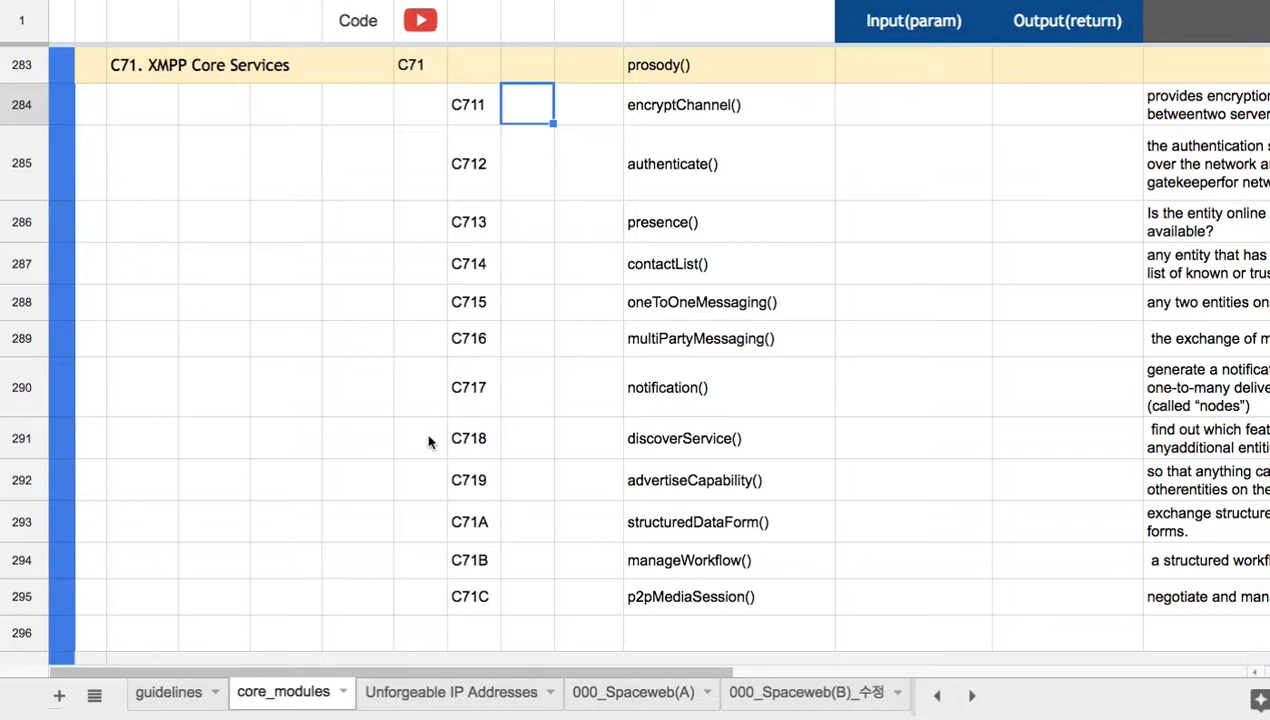 1 Code Input(param) Output(return)
283 C71. XMPP Core Services C71 prosody()
284 C711 encryptChannel() provides encryption
betweentwo server
285 C712 authenticate() the authentication s
over the network a
gatekeeperfor netw
286 C713 presence() Is the entity online
available?
287 C714 contactList() any entity that has
list of known or trus
288 C715 oneToOneMessaging() any two entities on
289 C716 multiPartyMessaging() the exchange of m
290 C717 notification() generate a notificat
one-to-many delive
(called “nodes”)
291 C718 discoverService() find out which feat
anyadditional entiti
292 C719 advertiseCapability() so that anything ca
otherentities on the
293 C71A structuredDataForm() exchange structure
forms.
294 C71B manageWorkflow() a structured workfl
295 C71C p2pMediaSession() negotiate and man
296
guidelines core_modules Unforgeable IP Addresses 000_Spaceweb(A) 000_Spaceweb(B)_수정